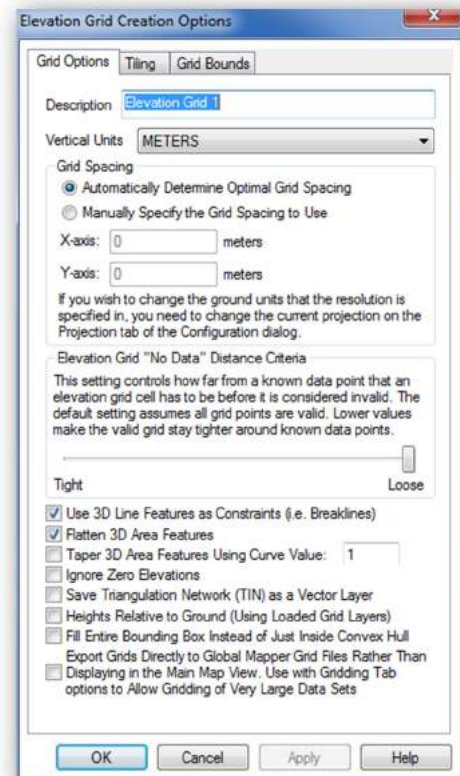 Elevation Grid Creation Options
Grid Options
Tiling
Grid Bounds
Description Elevation Grid 1
Vertical Units METERS
Grid Spacing
Automatically Determine Optimal Grid Spacing
Manually Specify the Grid Spacing to Use
X-axis: 0 meters
Y-axis: 0 meters
If you wish to change the ground units that the resolution is
specified in, you need to change the current projection on the
Projection tab of the Configuration dialog.
Elevation Grid "No Data" Distance Criteria
This setting controls how far from a known data point that an
elevation grid cell has to be before it is considered invalid. The
default setting assumes all grid points are valid. Lower values
make the valid grid stay tighter around known data points.
Tight Loose
Use 3D Line Features as Constraints (i.e. Breaklines)
Flatten 3D Area Features
Taper 3D Area Features Using Curve Value: 1
Ignore Zero Elevations
Save Triangulation Network (TIN) as a Vector Layer
Heights Relative to Ground (Using Loaded Grid Layers)
Fill Entire Bounding Box Instead of Just Inside Convex Hull
Export Grids Directly to Global Mapper Grid Files Rather Than
Displaying in the Main Map View. Use with Gridding Tab
options to Allow Gridding of Very Large Data Sets
OK Cancel Apply Help